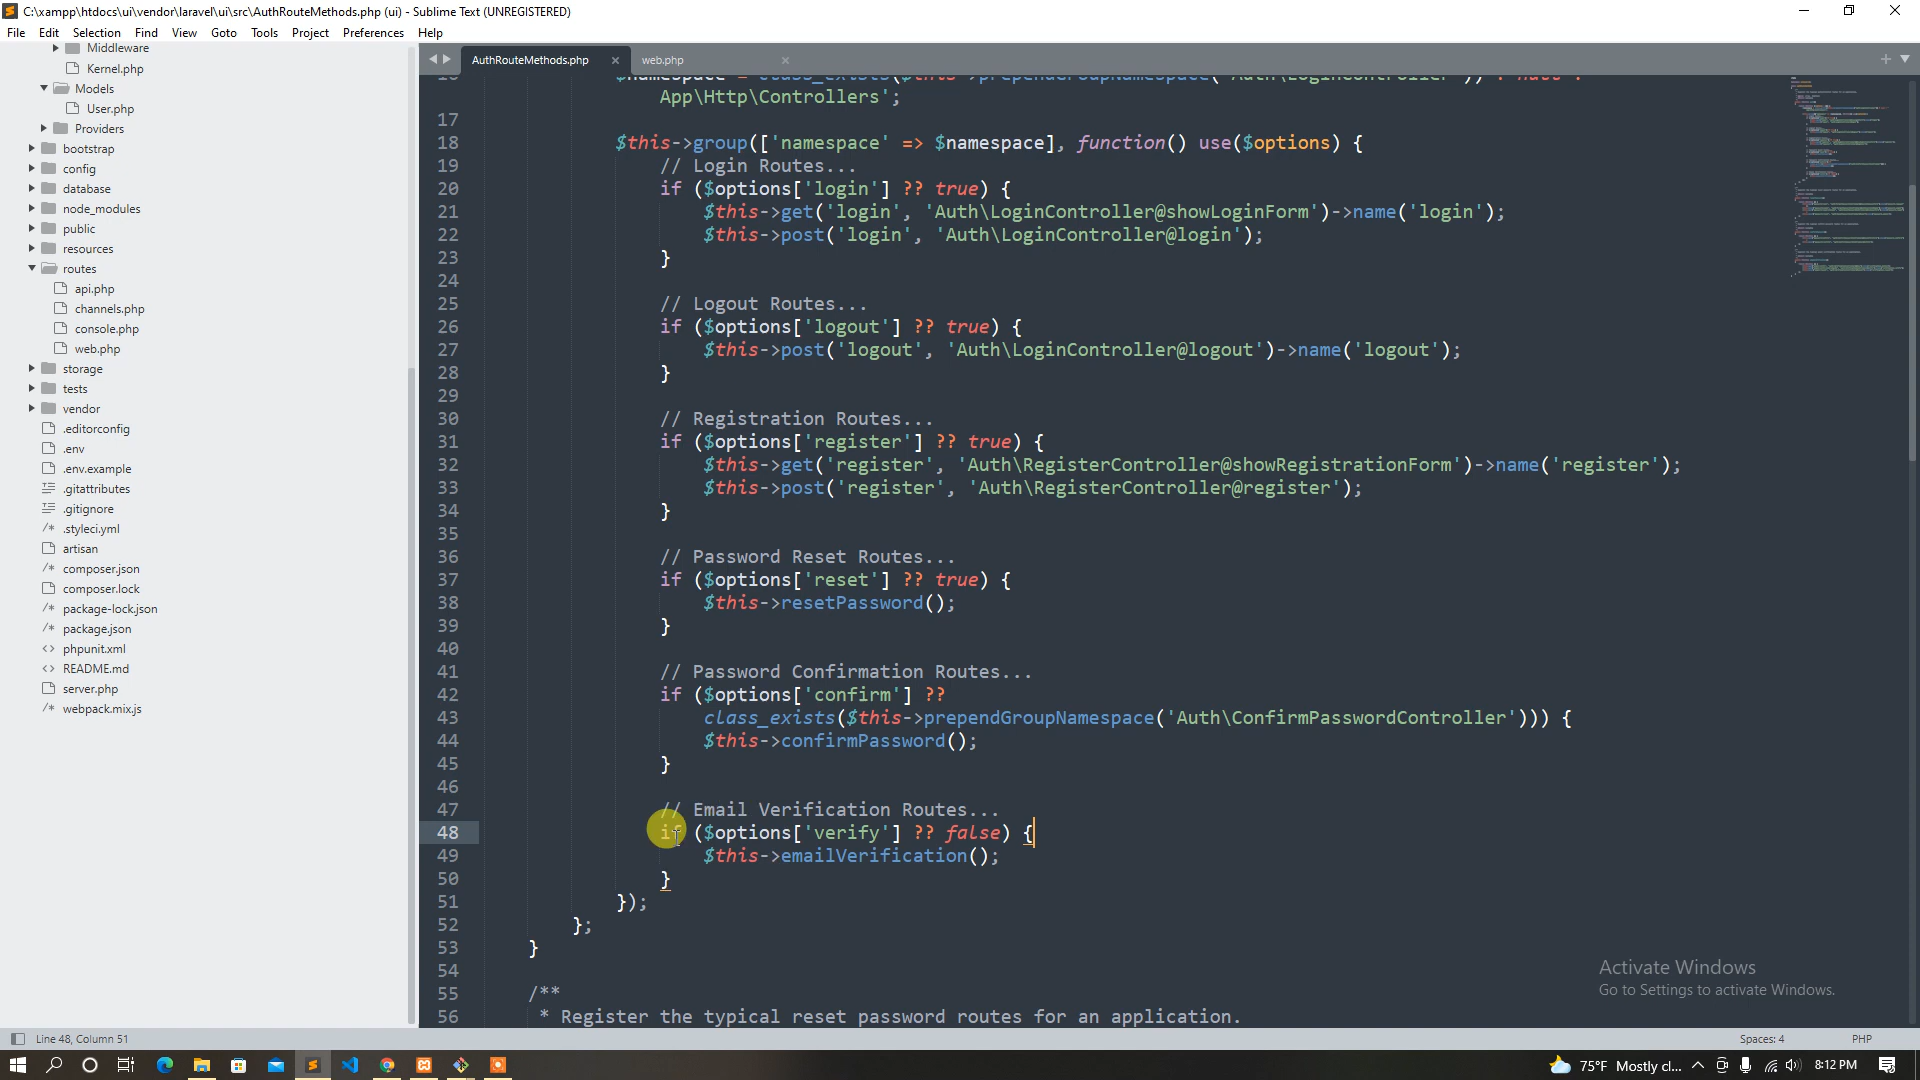 C:\xampp\htdocs\ui\vendor\laravel\ui\src\AuthRouteMethods.php (ui) - Sublime Text (UNREGISTERED)
File Edit Selection Find View Goto Tools Project Preferences Help
Middleware
Kernel.php
Models
User.php
Providers
bootstrap
config
database
node_modules
public
resources
routes
api.php
channels.php
console.php
web.php
storage
tests
vendor
.editorconfig
.env
.env.example
.gitattributes
.gitignore
.styleci.yml
artisan
composer.json
composer.lock
package-lock.json
package.json
phpunit.xml
README.md
server.php
webpack.mix.js
AuthRouteMethods.php web.php
App\Http\Controllers';
17
18 $this->group(['namespace' => $namespace], function() use($options) {
19 // Login Routes...
20 if ($options['login'] ?? true) {
21 $this->get('login', 'Auth\LoginController@showLoginForm')->name('login');
22 $this->post('login', 'Auth\LoginController@login');
23 }
24
25 // Logout Routes...
26 if ($options['logout'] ?? true) {
27 $this->post('logout', 'Auth\LoginController@logout')->name('logout');
28 }
29
30 // Registration Routes...
31 if ($options['register'] ?? true) {
32 $this->get('register', 'Auth\RegisterController@showRegistrationForm')->name('register');
33 $this->post('register', 'Auth\RegisterController@register');
34 }
35
36 // Password Reset Routes...
37 if ($options['reset'] ?? true) {
38 $this->resetPassword();
39 }
40
41 // Password Confirmation Routes...
42 if ($options['confirm'] ??
43 class_exists($this->prependGroupNamespace('Auth\ConfirmPasswordController'))) {
44 $this->confirmPassword();
45 }
46
47 // Email Verification Routes...
48 if ($options['verify'] ?? false) {
49 $this->emailVerification();
50 }
51 });
52 };
53 }
54
55 /**
56 * Register the typical reset password routes for an application.
Activate Windows
Go to Settings to activate Windows.
Line 48, Column 51 Spaces: 4 PHP
75°F Mostly cl... 8:12 PM